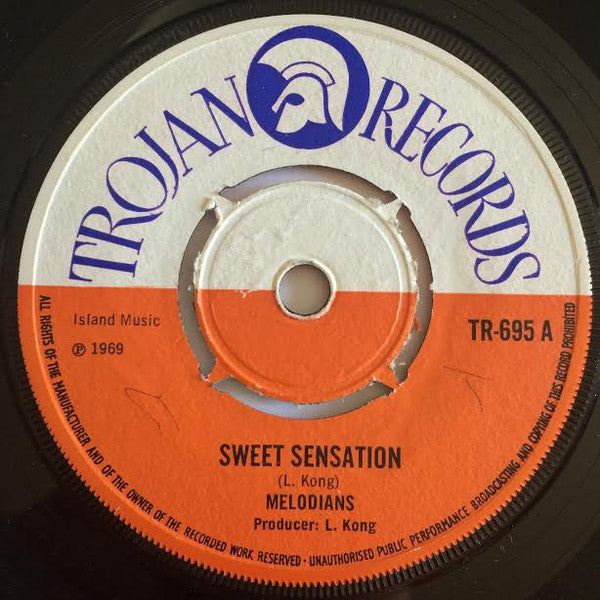 TROJAN RECORDS
Island Music
℗ 1969
TR-695 A
SWEET SENSATION
(L. Kong)
MELODIANS
Producer: L. Kong
ALL RIGHTS OF THE MANUFACTURER AND OF THE OWNER OF THE RECORDED WORK RESERVED · UNAUTHORISED PUBLIC PERFORMANCE BROADCASTING AND COPYING OF THIS RECORD PROHIBITED